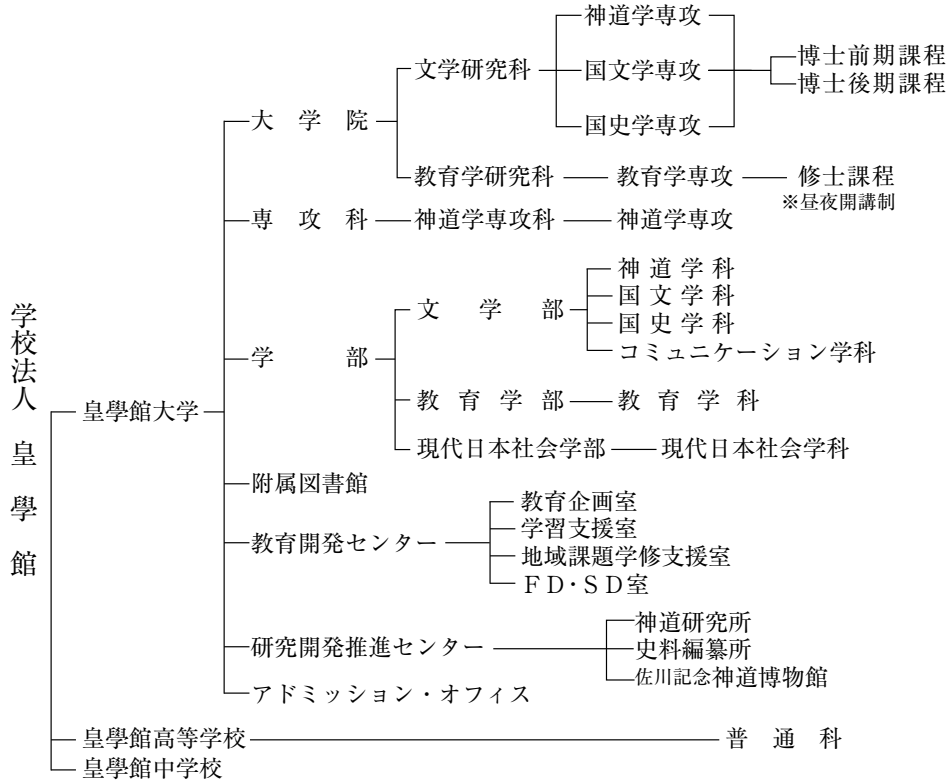 学校法人 皇學館
皇學館大学
大学院
文学研究科
神道学専攻
国文学専攻
国史学専攻
博士前期課程
博士後期課程
教育学研究科
教育学専攻
修士課程
※昼夜開講制
専攻科
神道学専攻科
神道学専攻
学部
文学部
神道学科
国文学科
国史学科
コミュニケーション学科
教育学部
教育学科
現代日本社会学部
現代日本社会学科
附属図書館
教育開発センター
教育企画室
学習支援室
地域課題学修支援室
ＦＤ・ＳＤ室
研究開発推進センター
神道研究所
史料編纂所
佐川記念神道博物館
アドミッション・オフィス
皇學館高等学校
普通科
皇學館中学校